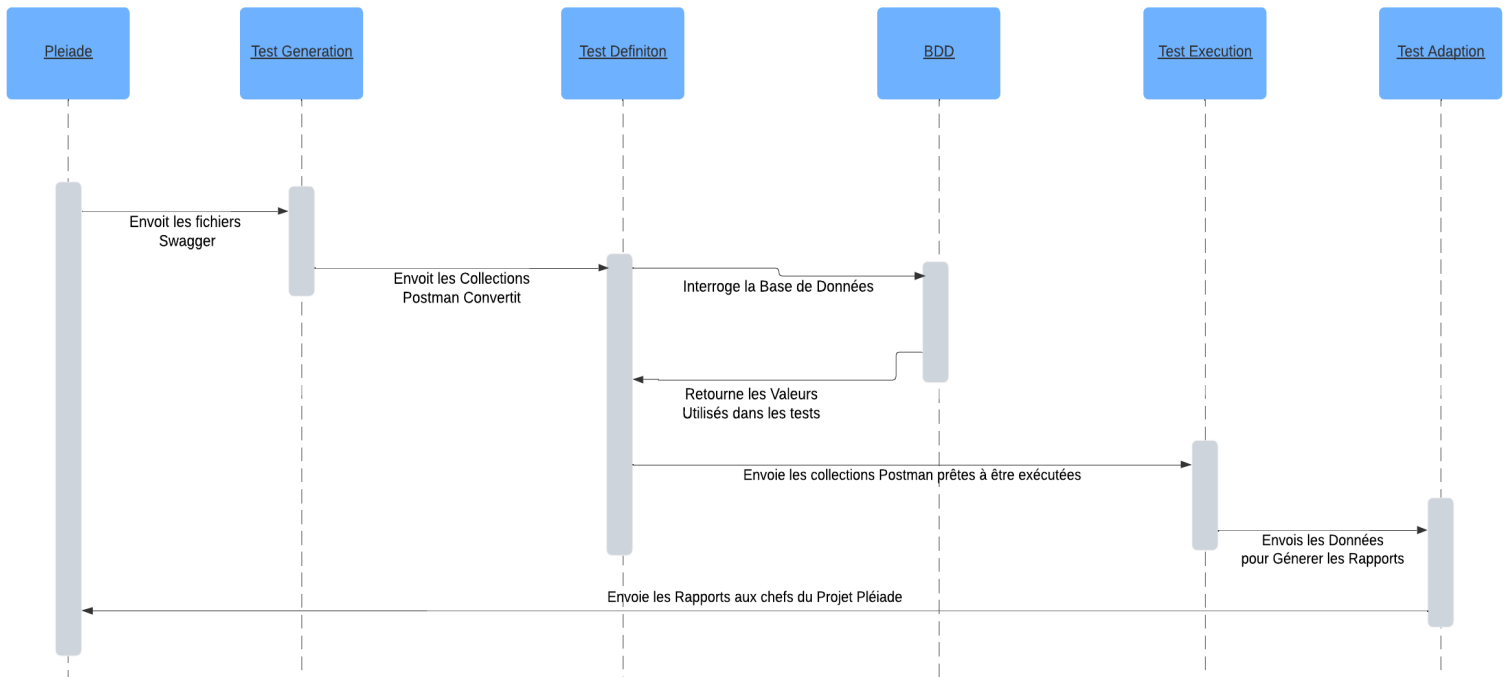 Pleiade
Test Generation
Test Definiton
BDD
Test Execution
Test Adaption
Envoit les fichiers
Swagger
Envoit les Collections
Postman Convertit
Interroge la Base de Données
Retourne les Valeurs
Utilisés dans les tests
Envoie les collections Postman prêtes à être exécutées
Envois les Données
pour Génerer les Rapports
Envoie les Rapports aux chefs du Projet Pléiade